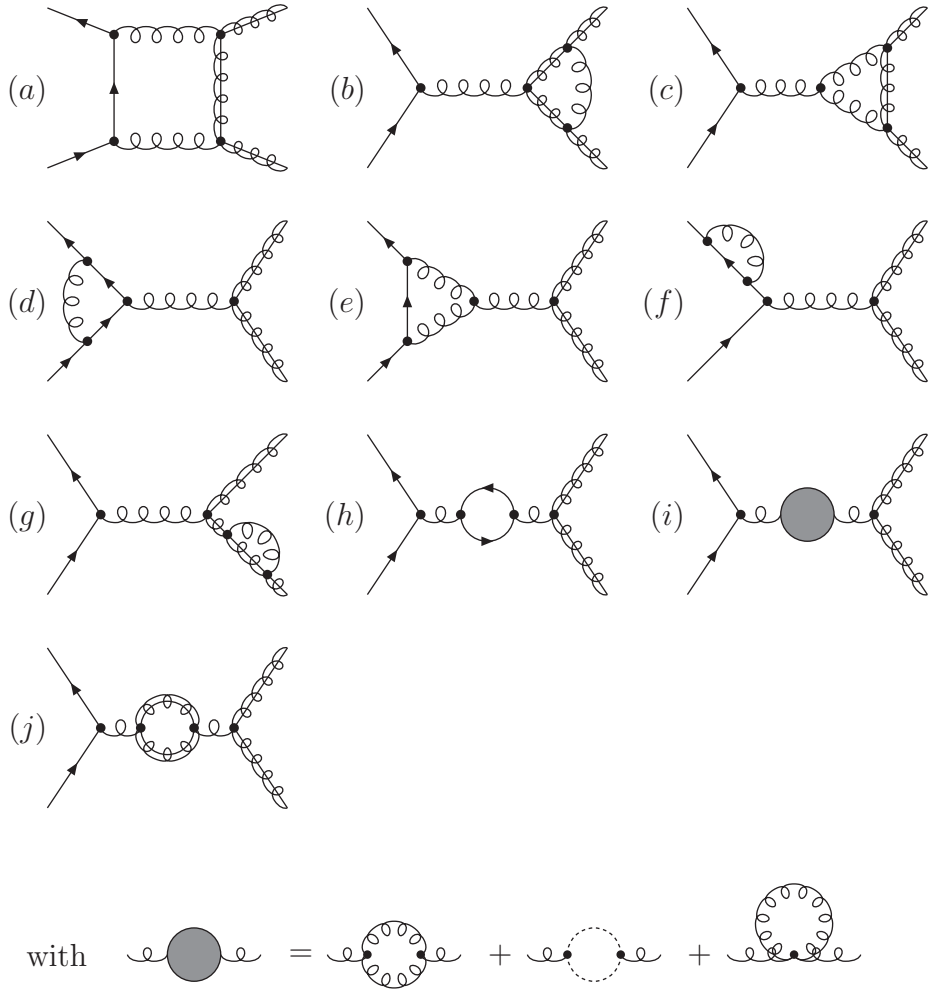 (a) (b) (c)
(d) (e) (f)
(g) (h) (i)
(j)
with = + +